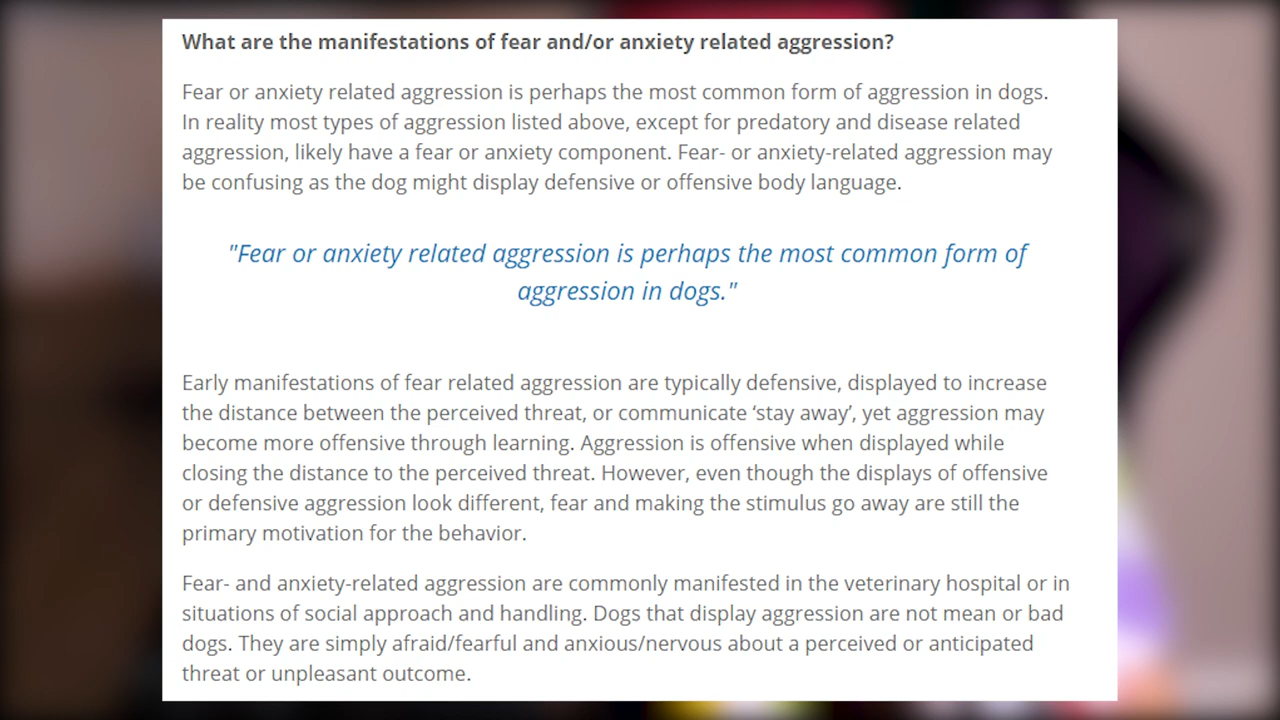 What are the manifestations of fear and/or anxiety related aggression?
Fear or anxiety related aggression is perhaps the most common form of aggression in dogs.
In reality most types of aggression listed above, except for predatory and disease related
aggression, likely have a fear or anxiety component. Fear- or anxiety-related aggression may
be confusing as the dog might display defensive or offensive body language.
"Fear or anxiety related aggression is perhaps the most common form of
aggression in dogs."
Early manifestations of fear related aggression are typically defensive, displayed to increase
the distance between the perceived threat, or communicate ‘stay away’, yet aggression may
become more offensive through learning. Aggression is offensive when displayed while
closing the distance to the perceived threat. However, even though the displays of offensive
or defensive aggression look different, fear and making the stimulus go away are still the
primary motivation for the behavior.
Fear- and anxiety-related aggression are commonly manifested in the veterinary hospital or in
situations of social approach and handling. Dogs that display aggression are not mean or bad
dogs. They are simply afraid/fearful and anxious/nervous about a perceived or anticipated
threat or unpleasant outcome.